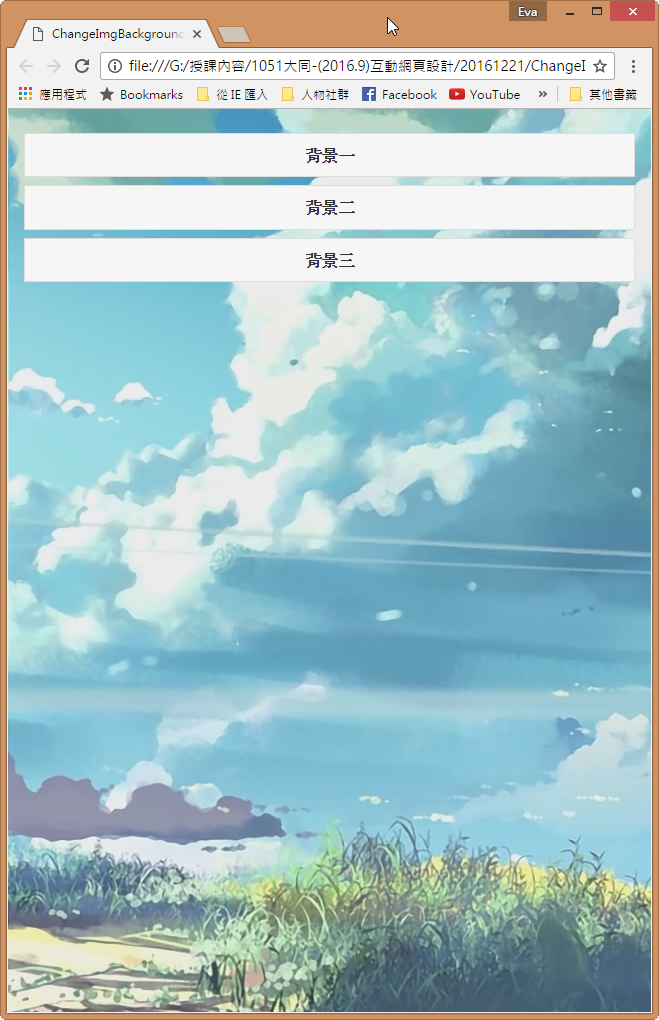 Eva
ChangeImgBackground
file:///G:/授課內容/1051大同-(2016.9)互動網頁設計/20161221/ChangeI
應用程式 Bookmarks 從 IE 匯入 人物社群 Facebook YouTube » 其他書籤
背景一
背景二
背景三